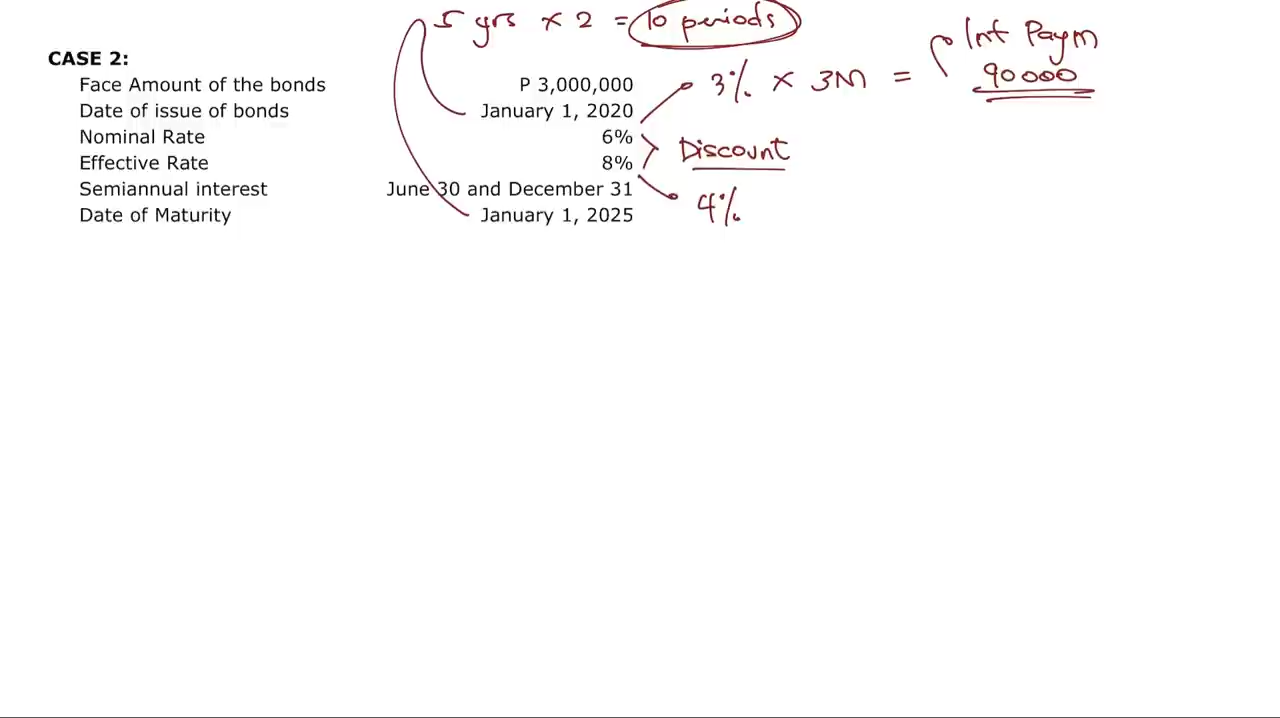 5 yrs × 2 = 10 periods
Int Paym
CASE 2:
Face Amount of the bonds P 3,000,000 3% × 3M = 90000
Date of issue of bonds January 1, 2020
Nominal Rate 6%
Discount
Effective Rate 8%
Semiannual interest June 30 and December 31
4%
Date of Maturity January 1, 2025